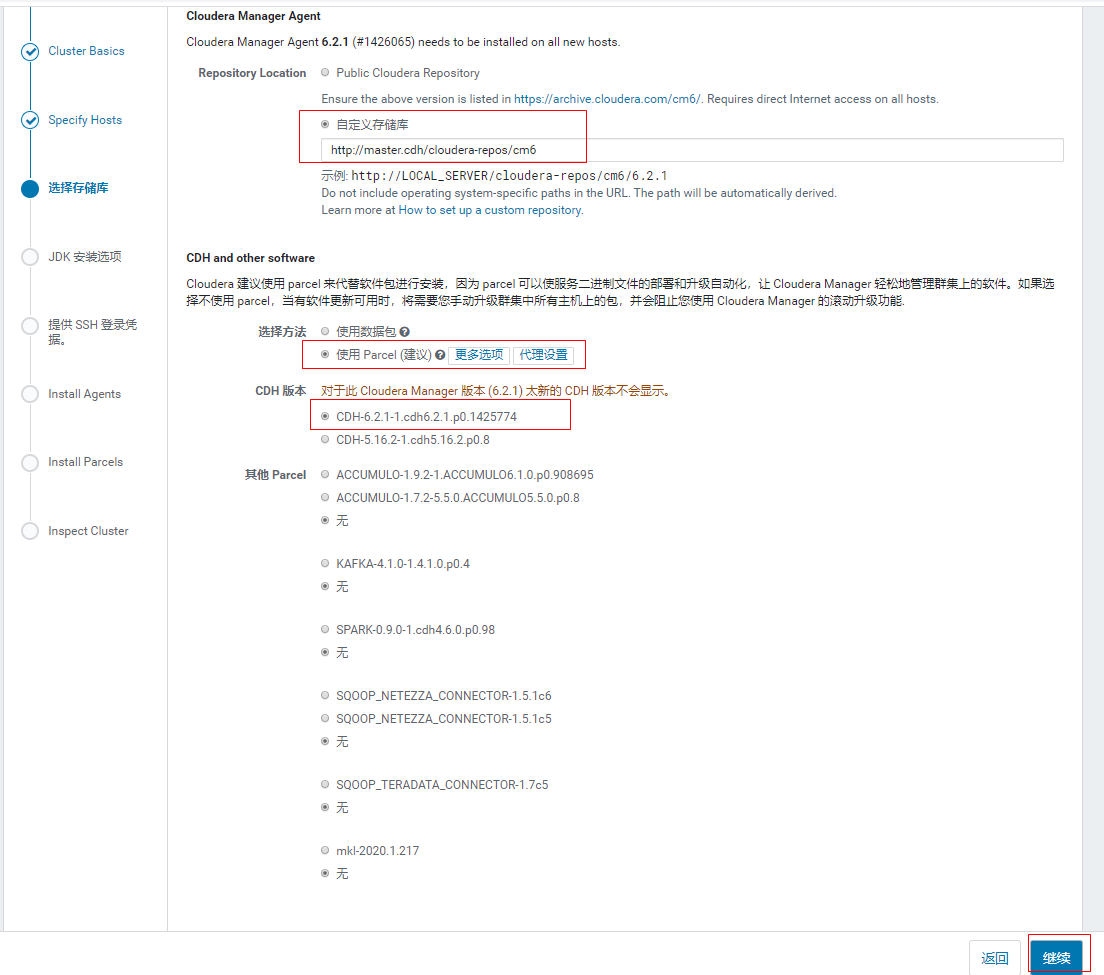 Cluster Basics
Specify Hosts
选择存储库
JDK 安装选项
提供 SSH 登录凭
据。
Install Agents
Install Parcels
Inspect Cluster
Cloudera Manager Agent
Cloudera Manager Agent 6.2.1 (#1426065) needs to be installed on all new hosts.
Repository Location Public Cloudera Repository
Ensure the above version is listed in https://archive.cloudera.com/cm6/. Requires direct Internet access on all hosts.
自定义存储库
http://master.cdh/cloudera-repos/cm6
示例: http://LOCAL_SERVER/cloudera-repos/cm6/6.2.1
Do not include operating system-specific paths in the URL. The path will be automatically derived.
Learn more at How to set up a custom repository.
CDH and other software
Cloudera 建议使用 parcel 来代替软件包进行安装，因为 parcel 可以使服务二进制文件的部署和升级自动化，让 Cloudera Manager 轻松地管理群集上的软件。如果选
择不使用 parcel，当有软件更新可用时，将需要您手动升级群集中所有主机上的包，并会阻止您使用 Cloudera Manager 的滚动升级功能.
选择方法 使用数据包 ?
使用 Parcel (建议) ? 更多选项 代理设置
CDH 版本 对于此 Cloudera Manager 版本 (6.2.1) 太新的 CDH 版本不会显示。
CDH-6.2.1-1.cdh6.2.1.p0.1425774
CDH-5.16.2-1.cdh5.16.2.p0.8
其他 Parcel ACCUMULO-1.9.2-1.ACCUMULO6.1.0.p0.908695
ACCUMULO-1.7.2-5.5.0.ACCUMULO5.5.0.p0.8
无
KAFKA-4.1.0-1.4.1.0.p0.4
无
SPARK-0.9.0-1.cdh4.6.0.p0.98
无
SQOOP_NETEZZA_CONNECTOR-1.5.1c6
SQOOP_NETEZZA_CONNECTOR-1.5.1c5
无
SQOOP_TERADATA_CONNECTOR-1.7c5
无
mkl-2020.1.217
无
返回 继续